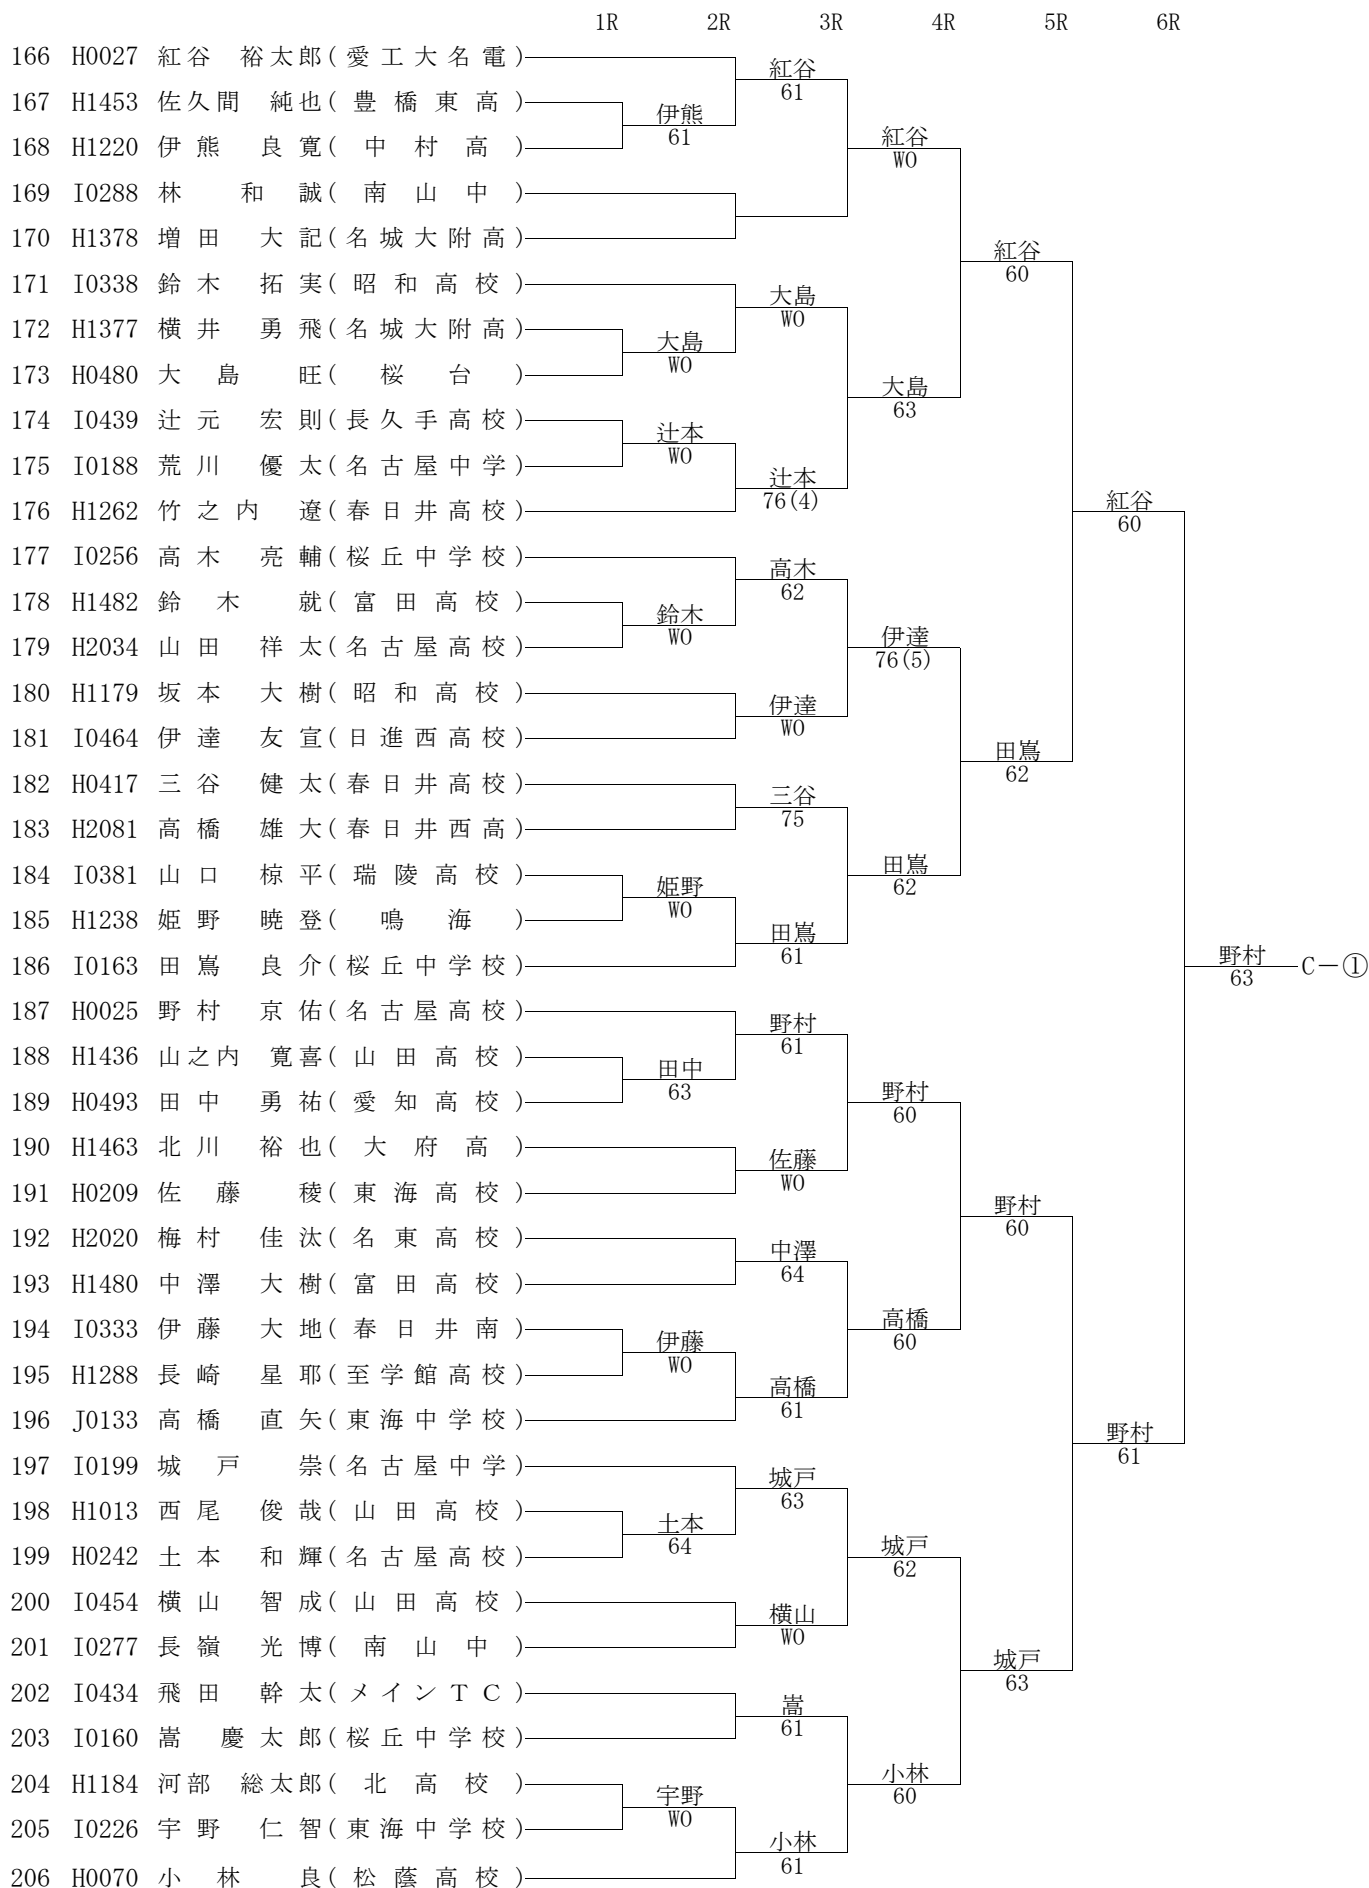 1R 2R 3R 4R 5R 6R
166 H0027 紅谷 裕太郎(愛工大名電)
紅谷
61
167 H1453 佐久間 純也(豊橋東高)
伊熊
61
168 H1220 伊熊 良寛(中村高)
紅谷
WO
169 I0288 林 和誠(南山中)
170 H1378 増田 大記(名城大附高)
紅谷
60
171 I0338 鈴木 拓実(昭和高校)
大島
WO
172 H1377 横井 勇飛(名城大附高)
大島
WO
173 H0480 大島 旺(桜台)
大島
63
174 I0439 辻元 宏則(長久手高校)
辻本
WO
175 I0188 荒川 優太(名古屋中学)
辻本
76(4)
176 H1262 竹之内 遼(春日井高校)
紅谷
60
177 I0256 高木 亮輔(桜丘中学校)
高木
62
178 H1482 鈴木 就(富田高校)
鈴木
WO
179 H2034 山田 祥太(名古屋高校)
伊達
76(5)
180 H1179 坂本 大樹(昭和高校)
伊達
WO
181 I0464 伊達 友宣(日進西高校)
田嶌
62
182 H0417 三谷 健太(春日井高校)
三谷
75
183 H2081 高橋 雄大(春日井西高)
184 I0381 山口 椋平(瑞陵高校)
田嶌
62
姫野
WO
185 H1238 姫野 暁登(鳴海)
田嶌
61
186 I0163 田嶌 良介(桜丘中学校)
野村
63
C－①
187 H0025 野村 京佑(名古屋高校)
野村
61
188 H1436 山之内 寛喜(山田高校)
田中
63
189 H0493 田中 勇祐(愛知高校)
野村
60
190 H1463 北川 裕也(大府高)
佐藤
WO
191 H0209 佐藤 稜(東海高校)
野村
60
192 H2020 梅村 佳汰(名東高校)
中澤
64
193 H1480 中澤 大樹(富田高校)
194 I0333 伊藤 大地(春日井南)
高橋
60
伊藤
WO
195 H1288 長崎 星耶(至学館高校)
高橋
61
196 J0133 高橋 直矢(東海中学校)
野村
61
197 I0199 城戸 崇(名古屋中学)
城戸
63
198 H1013 西尾 俊哉(山田高校)
土本
64
199 H0242 土本 和輝(名古屋高校)
城戸
62
200 I0454 横山 智成(山田高校)
横山
WO
201 I0277 長嶺 光博(南山中)
城戸
63
202 I0434 飛田 幹太(メインTC)
嵩
61
203 I0160 嵩 慶太郎(桜丘中学校)
204 H1184 河部 総太郎(北高校)
小林
60
宇野
WO
205 I0226 宇野 仁智(東海中学校)
小林
61
206 H0070 小林 良(松蔭高校)